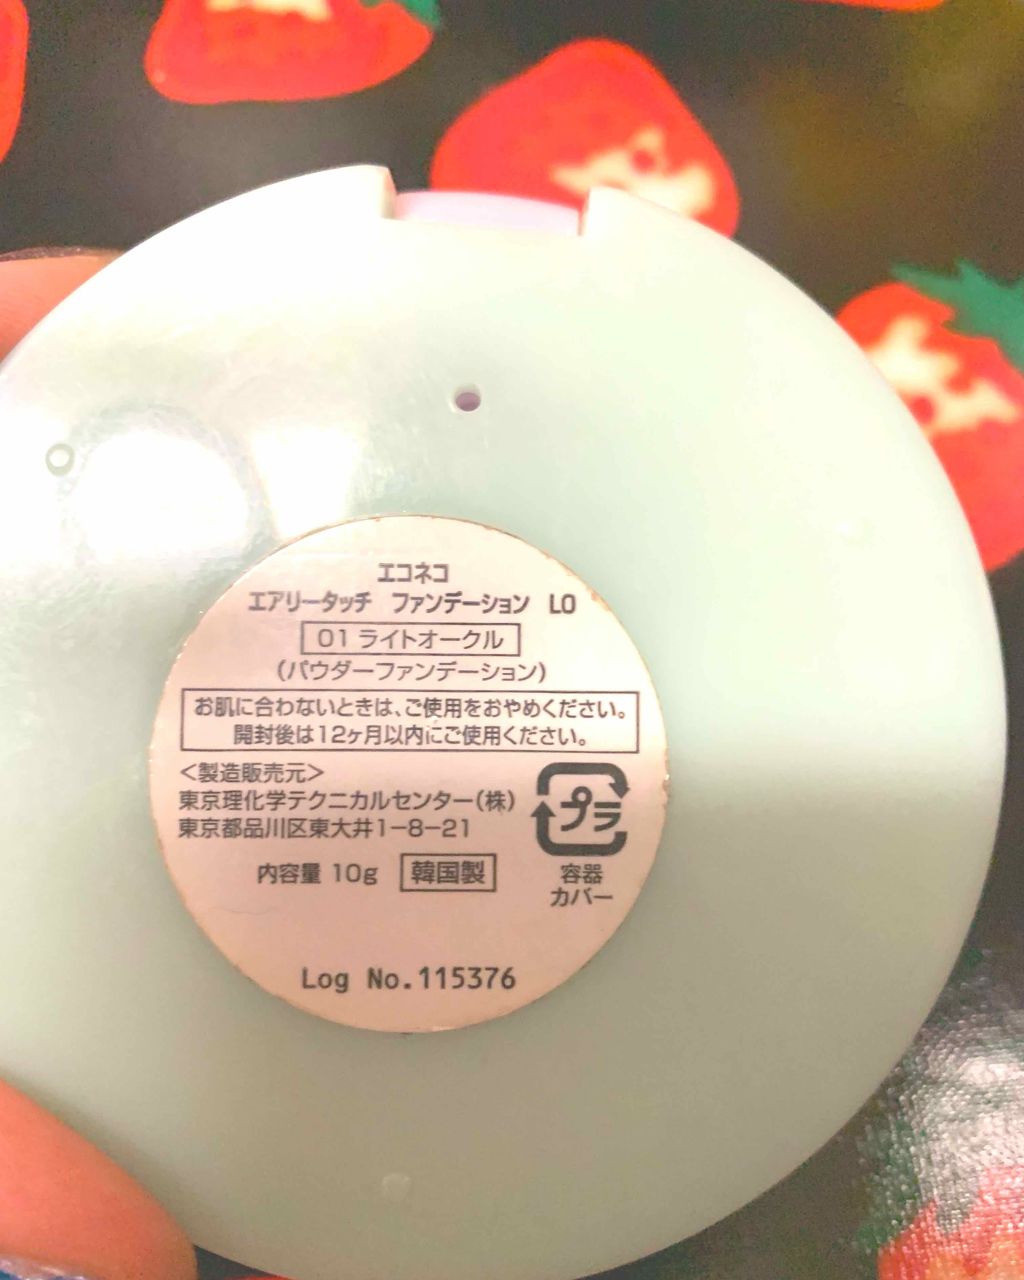 エコネコ
エアリータッチ ファンデーション LO
01 ライトオークル
(パウダーファンデーション)
お肌に合わないときは、ご使用をおやめください。
開封後は12ヶ月以内にご使用ください。
<製造販売元>
東京理化学テクニカルセンター(株)
東京都品川区東大井1-8-21
プラ
容器
カバー
内容量 10g 韓国製
Log No.115376